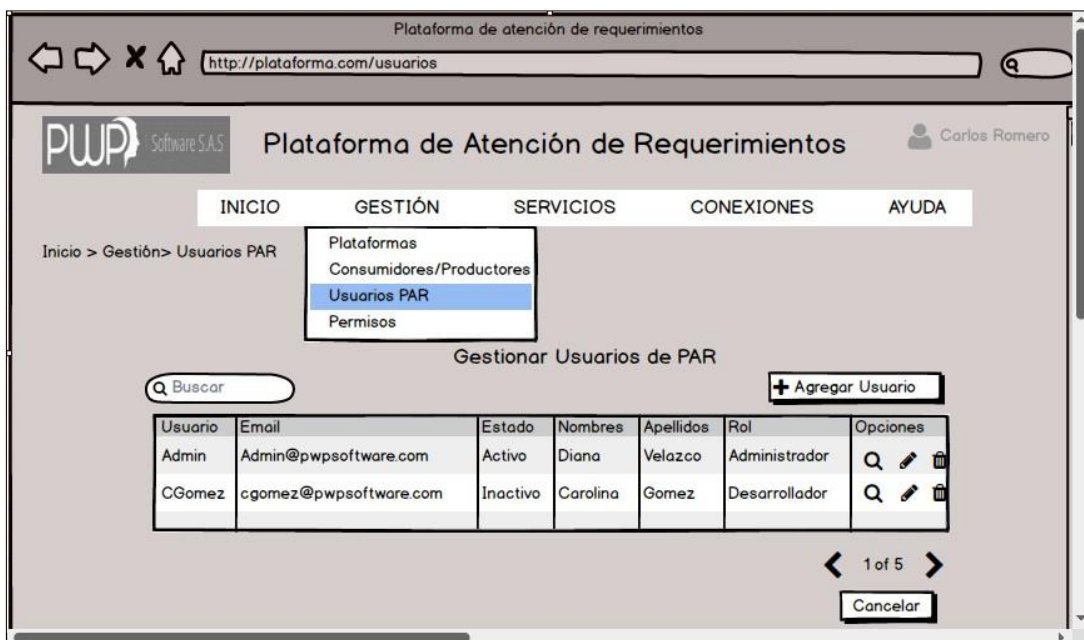 Plataforma de atención de requerimientos
http://plataforma.com/usuarios
PWP Software S.A.S
Plataforma de Atención de Requerimientos
Carlos Romero
INICIO GESTIÓN SERVICIOS CONEXIONES AYUDA
Inicio > Gestión> Usuarios PAR
Plataformas
Consumidores/Productores
Usuarios PAR
Permisos
Gestionar Usuarios de PAR
Buscar
Agregar Usuario
Usuario Email Estado Nombres Apellidos Rol Opciones
Admin Admin@pwpsoftware.com Activo Diana Velazco Administrador
CGomez cgomez@pwpsoftware.com Inactivo Carolina Gomez Desarrollador
1 of 5
Cancelar